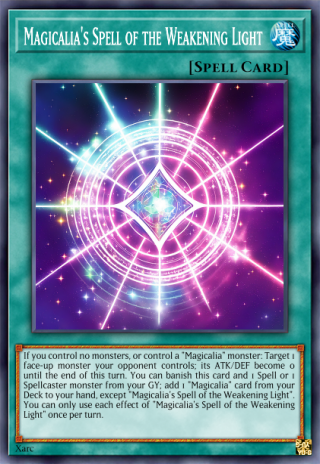 MAGICALIA'S SPELL OF THE WEAKENING LIGHT
魔
[SPELL CARD]
If you control no monsters, or control a "Magicalia" monster: Target 1
face-up monster your opponent controls; its ATK/DEF become 0
until the end of this turn. You can banish this card and 1 Spell or 1
Spellcaster monster from your GY; add 1 "Magicalia" card from your
Deck to your hand, except "Magicalia's Spell of the Weakening Light".
You can only use each effect of "Magicalia's Spell of the Weakening
Light" once per turn.
Xarc